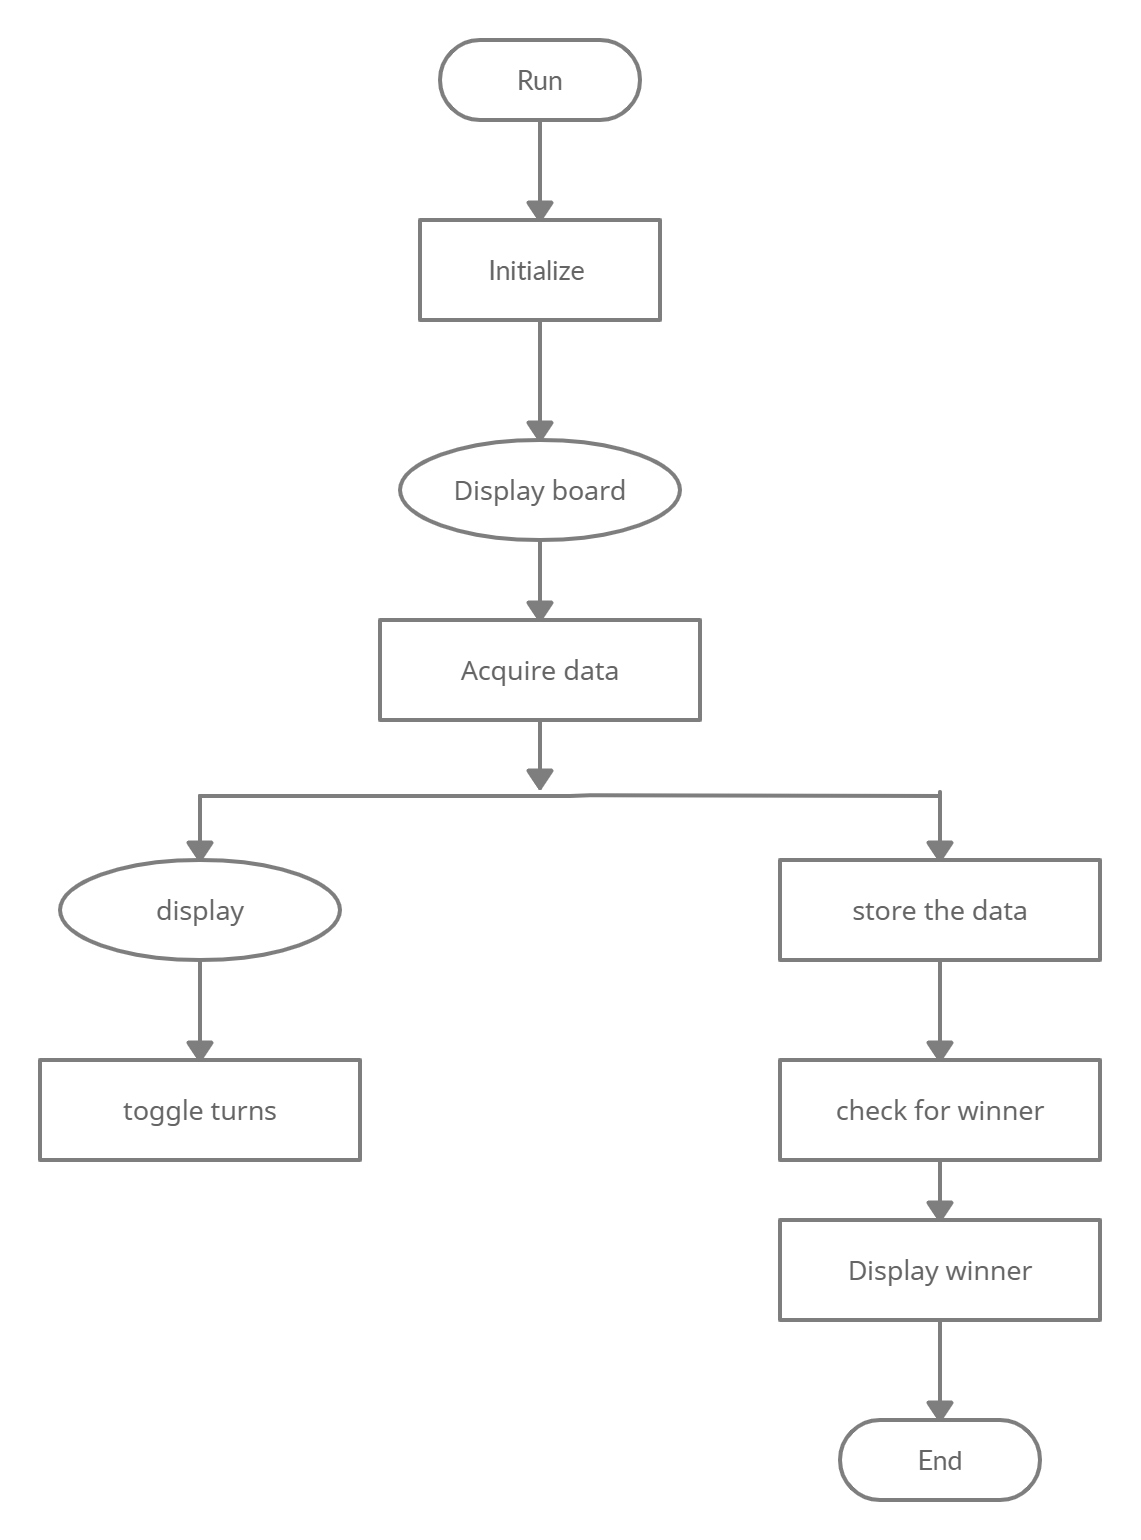 Run
Initialize
Display board
Acquire data
display
store the data
toggle turns
check for winner
Display winner
End